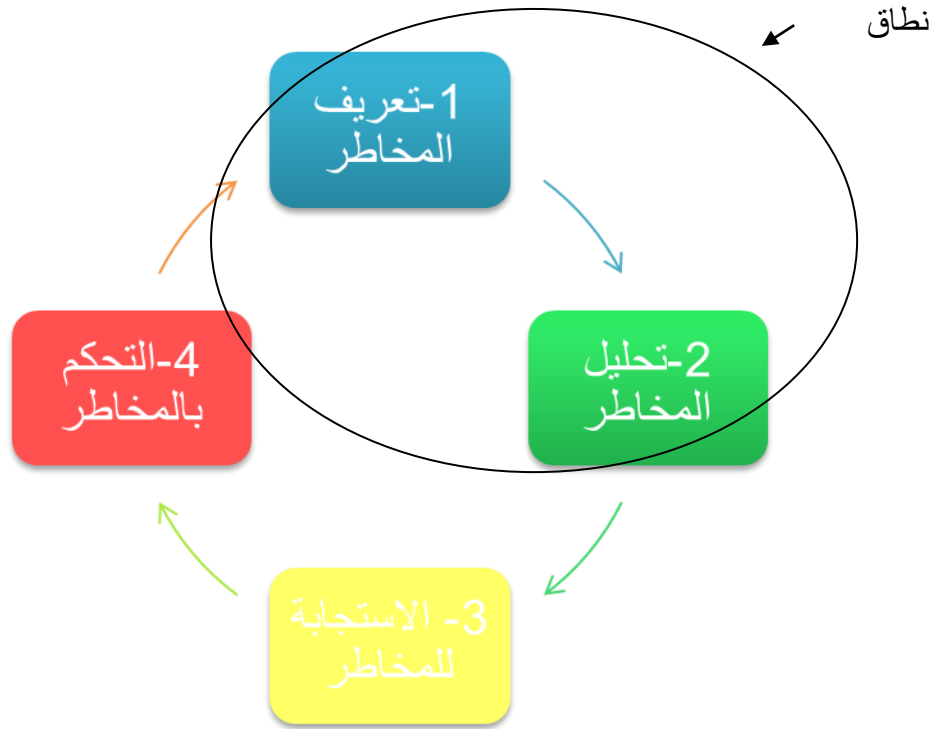 نطاق
1-تعريف
المخاطر
2-تحليل
المخاطر
3- الاستجابة
للمخاطر
4-التحكم
بالمخاطر